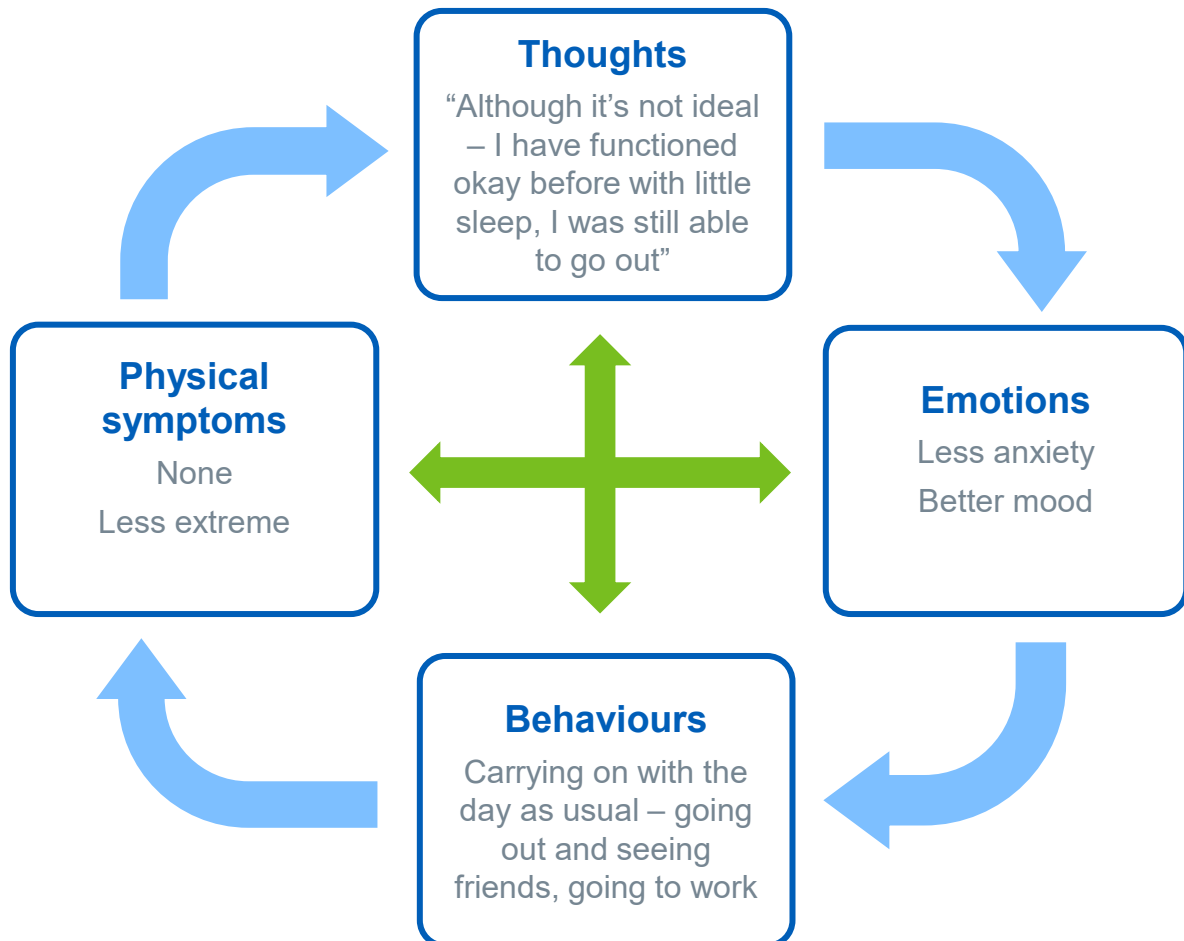 Thoughts
“Although it’s not ideal
– I have functioned
okay before with little
sleep, I was still able
to go out”
Physical
symptoms
None
Less extreme
Emotions
Less anxiety
Better mood
Behaviours
Carrying on with the
day as usual – going
out and seeing
friends, going to work